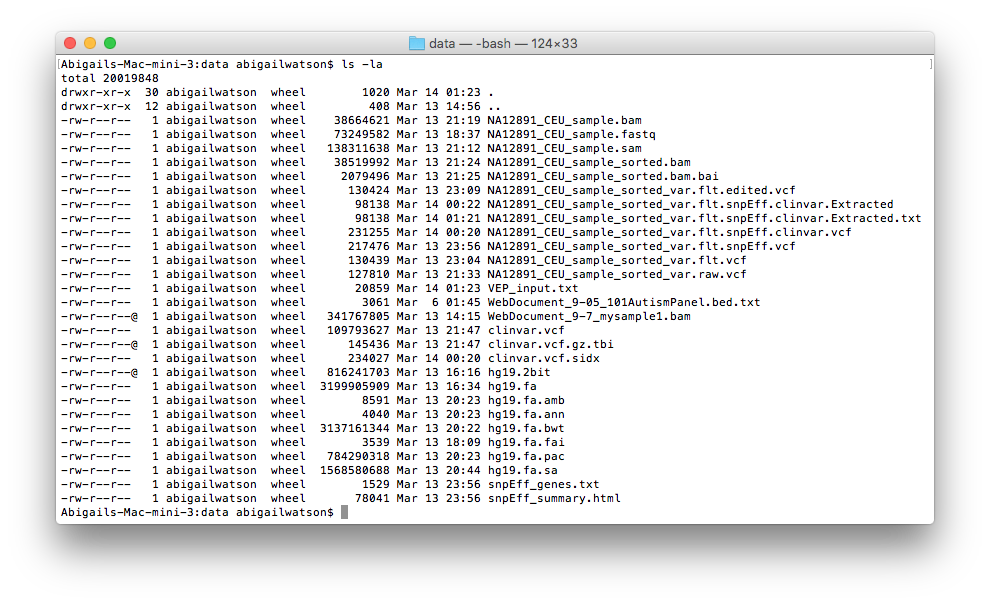 data — -bash — 124×33
Abigails-Mac-mini-3:data abigailwatson$ ls -la
total 20019848
drwxr-xr-x  30 abigailwatson  wheel        1020 Mar 14 01:23 .
drwxr-xr-x  12 abigailwatson  wheel         408 Mar 13 14:56 ..
-rw-r--r--   1 abigailwatson  wheel    38664621 Mar 13 21:19 NA12891_CEU_sample.bam
-rw-r--r--   1 abigailwatson  wheel    73249582 Mar 13 18:37 NA12891_CEU_sample.fastq
-rw-r--r--   1 abigailwatson  wheel   138311638 Mar 13 21:12 NA12891_CEU_sample.sam
-rw-r--r--   1 abigailwatson  wheel    38519992 Mar 13 21:24 NA12891_CEU_sample_sorted.bam
-rw-r--r--   1 abigailwatson  wheel     2079496 Mar 13 21:25 NA12891_CEU_sample_sorted.bam.bai
-rw-r--r--   1 abigailwatson  wheel      130424 Mar 13 23:09 NA12891_CEU_sample_sorted_var.flt.edited.vcf
-rw-r--r--   1 abigailwatson  wheel       98138 Mar 14 00:22 NA12891_CEU_sample_sorted_var.flt.snpEff.clinvar.Extracted
-rw-r--r--   1 abigailwatson  wheel       98138 Mar 14 01:21 NA12891_CEU_sample_sorted_var.flt.snpEff.clinvar.Extracted.txt
-rw-r--r--   1 abigailwatson  wheel      231255 Mar 14 00:20 NA12891_CEU_sample_sorted_var.flt.snpEff.clinvar.vcf
-rw-r--r--   1 abigailwatson  wheel      217476 Mar 13 23:56 NA12891_CEU_sample_sorted_var.flt.snpEff.vcf
-rw-r--r--   1 abigailwatson  wheel      130439 Mar 13 23:04 NA12891_CEU_sample_sorted_var.flt.vcf
-rw-r--r--   1 abigailwatson  wheel      127810 Mar 13 21:33 NA12891_CEU_sample_sorted_var.raw.vcf
-rw-r--r--   1 abigailwatson  wheel       20859 Mar 14 01:23 VEP_input.txt
-rw-r--r--   1 abigailwatson  wheel        3061 Mar  6 01:45 WebDocument_9-05_101AutismPanel.bed.txt
-rw-r--r--@  1 abigailwatson  wheel   341767805 Mar 13 14:15 WebDocument_9-7_mysample1.bam
-rw-r--r--   1 abigailwatson  wheel   109793627 Mar 13 21:47 clinvar.vcf
-rw-r--r--@  1 abigailwatson  wheel      145436 Mar 13 21:47 clinvar.vcf.gz.tbi
-rw-r--r--   1 abigailwatson  wheel      234027 Mar 14 00:20 clinvar.vcf.sidx
-rw-r--r--@  1 abigailwatson  wheel   816241703 Mar 13 16:16 hg19.2bit
-rw-r--r--   1 abigailwatson  wheel  3199905909 Mar 13 16:34 hg19.fa
-rw-r--r--   1 abigailwatson  wheel        8591 Mar 13 20:23 hg19.fa.amb
-rw-r--r--   1 abigailwatson  wheel        4040 Mar 13 20:23 hg19.fa.ann
-rw-r--r--   1 abigailwatson  wheel  3137161344 Mar 13 20:22 hg19.fa.bwt
-rw-r--r--   1 abigailwatson  wheel        3539 Mar 13 18:09 hg19.fa.fai
-rw-r--r--   1 abigailwatson  wheel   784290318 Mar 13 20:23 hg19.fa.pac
-rw-r--r--   1 abigailwatson  wheel  1568580688 Mar 13 20:44 hg19.fa.sa
-rw-r--r--   1 abigailwatson  wheel        1529 Mar 13 23:56 snpEff_genes.txt
-rw-r--r--   1 abigailwatson  wheel       78041 Mar 13 23:56 snpEff_summary.html
Abigails-Mac-mini-3:data abigailwatson$